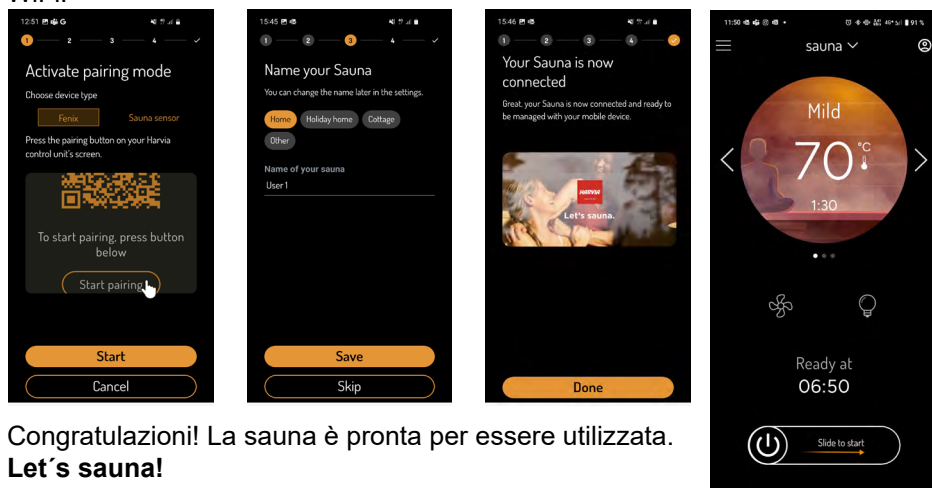 12:51 G
1 2 3 4
Activate pairing mode
Choose device type
Fenix Sauna sensor
Press the pairing button on your Harvia
control unit's screen.
To start pairing, press button
below
Start pairing
Start
Cancel
15:45
1 2 3 4
Name your Sauna
You can change the name later in the settings.
Home Holiday home Cottage
Other
Name of your sauna
User 1
Save
Skip
15:46
1 2 3 4
Your Sauna is now
connected
Great, your Sauna is now connected and ready to
be managed with your mobile device.
HARVIA
Let's sauna.
Done
11:50 91 %
sauna
Mild
70 °C
1:30
Ready at
06:50
Slide to start
Congratulazioni! La sauna è pronta per essere utilizzata.
Let´s sauna!